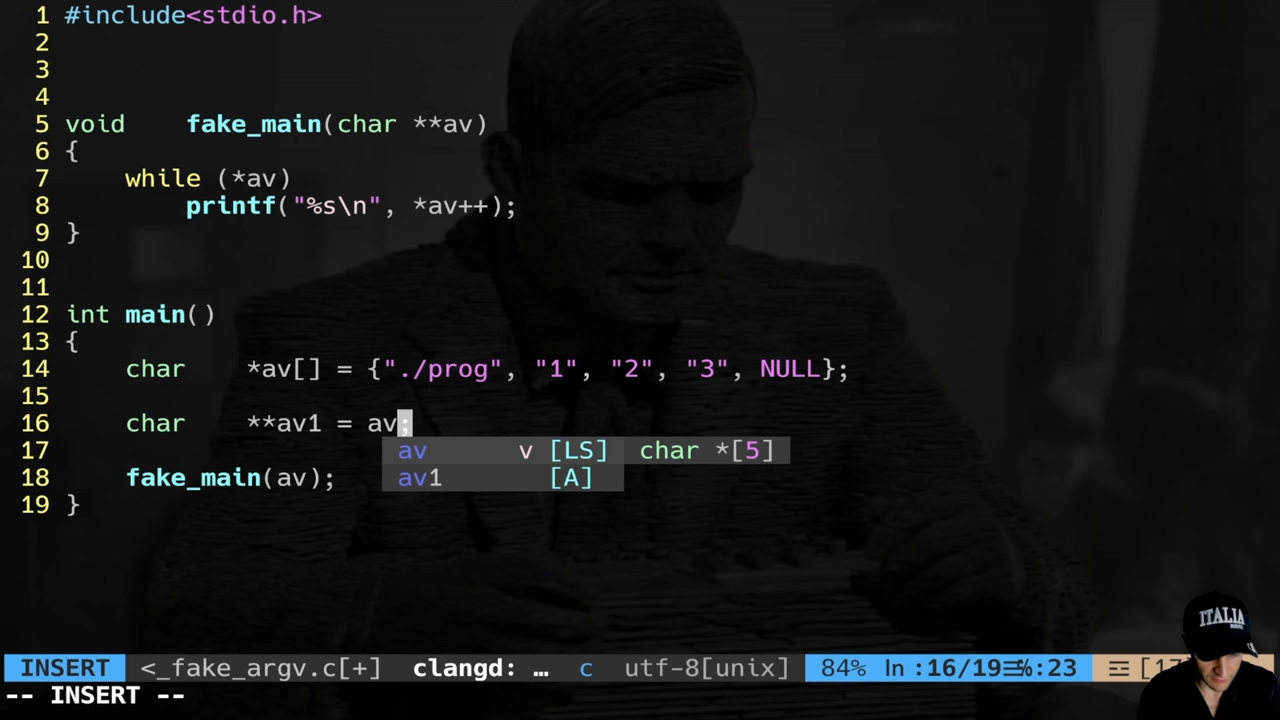 1 #include<stdio.h>
2
3
4
5 void    fake_main(char **av)
6 {
7     while (*av)
8         printf("%s\n", *av++);
9 }
10
11
12 int main()
13 {
14     char    *av[] = {"./prog", "1", "2", "3", NULL};
15
16     char    **av1 = av;
17 av v [LS] char *[5]
18     fake_main(av); av1 [A]
19 }
INSERT <_fake_argv.c[+] clangd: … c utf-8[unix] 84% ln :16/19☰%:23 ☲ [17
-- INSERT --
ITALIA